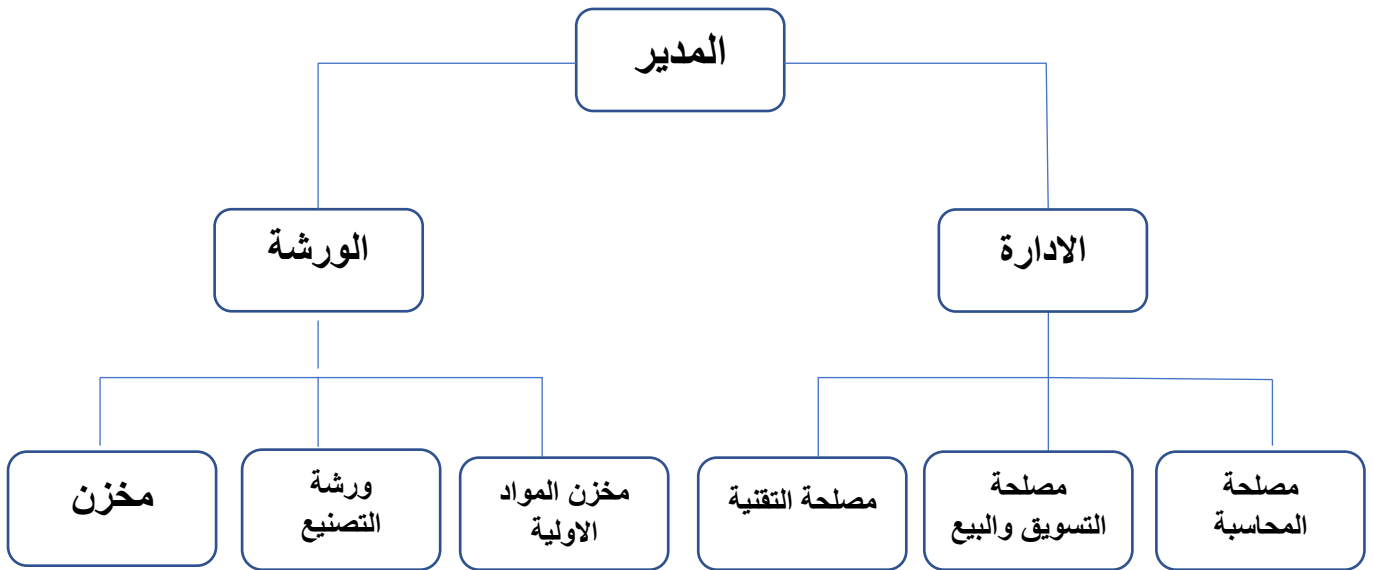 المدير
الادارة
الورشة
مصلحة
المحاسبة
مصلحة
التسويق والبيع
مصلحة التقنية
مخزن المواد
الاولية
ورشة
التصنيع
مخزن